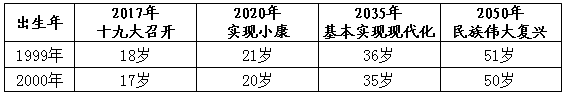 出生年 2017年 十九大召开 2020年 实现小康 2035年 基本实现现代化 2050年 民族伟大复兴
1999年 18岁 21岁 36岁 51岁
2000年 17岁 20岁 35岁 50岁